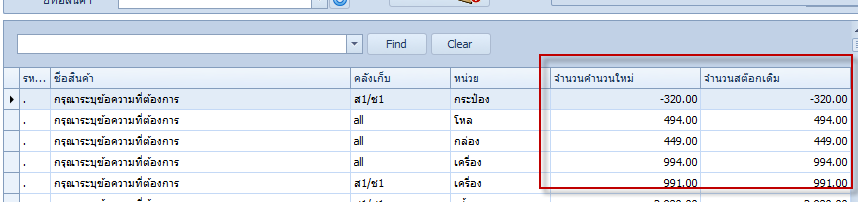 Find Clear
รห... ชื่อสินค้า คลังเก็บ หน่วย จำนวนคำนวนใหม่ จำนวนสต๊อกเดิม
. กรุณาระบุข้อความที่ต้องการ ส1/ช1 กระป๋อง -320.00 -320.00
. กรุณาระบุข้อความที่ต้องการ all โหล 494.00 494.00
. กรุณาระบุข้อความที่ต้องการ all กล่อง 449.00 449.00
. กรุณาระบุข้อความที่ต้องการ all เครื่อง 994.00 994.00
. กรุณาระบุข้อความที่ต้องการ ส1/ช1 เครื่อง 991.00 991.00